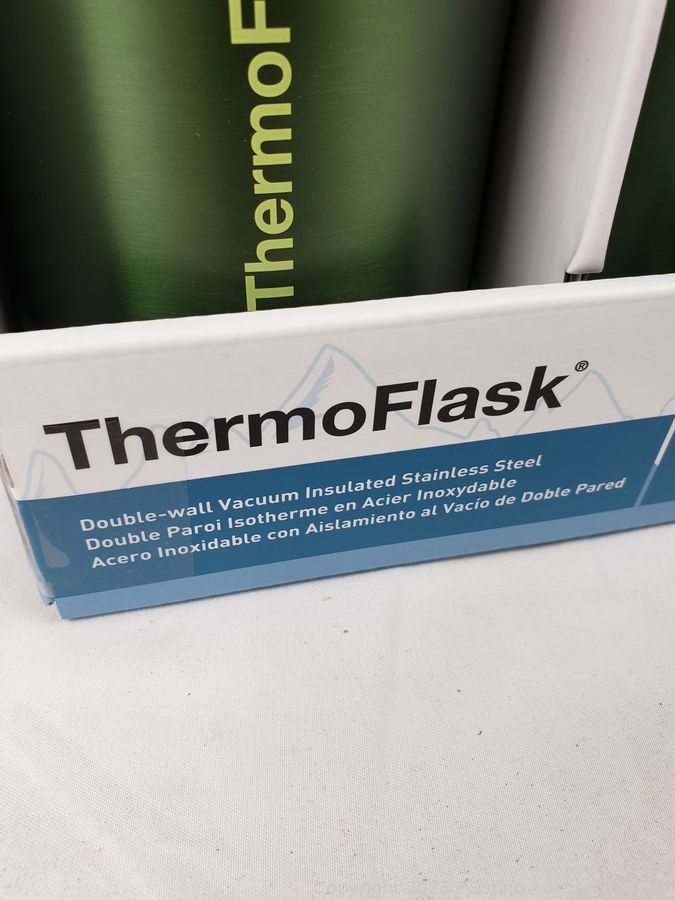 ThermoF
ThermoFlask®
Double-wall Vacuum Insulated Stainless Steel
Double Paroi Isotherme en Acier Inoxydable
Acero Inoxidable con Aislamiento al Vacío de Doble Pared